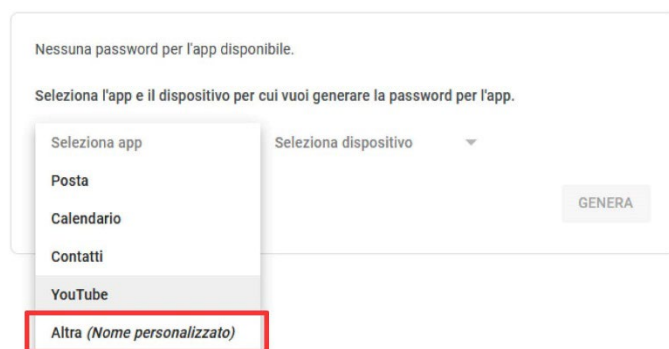 Nessuna password per l'app disponibile.
Seleziona l'app e il dispositivo per cui vuoi generare la password per l'app.
Seleziona app
Seleziona dispositivo
Posta
Calendario
Contatti
YouTube
Altra (Nome personalizzato)
GENERA